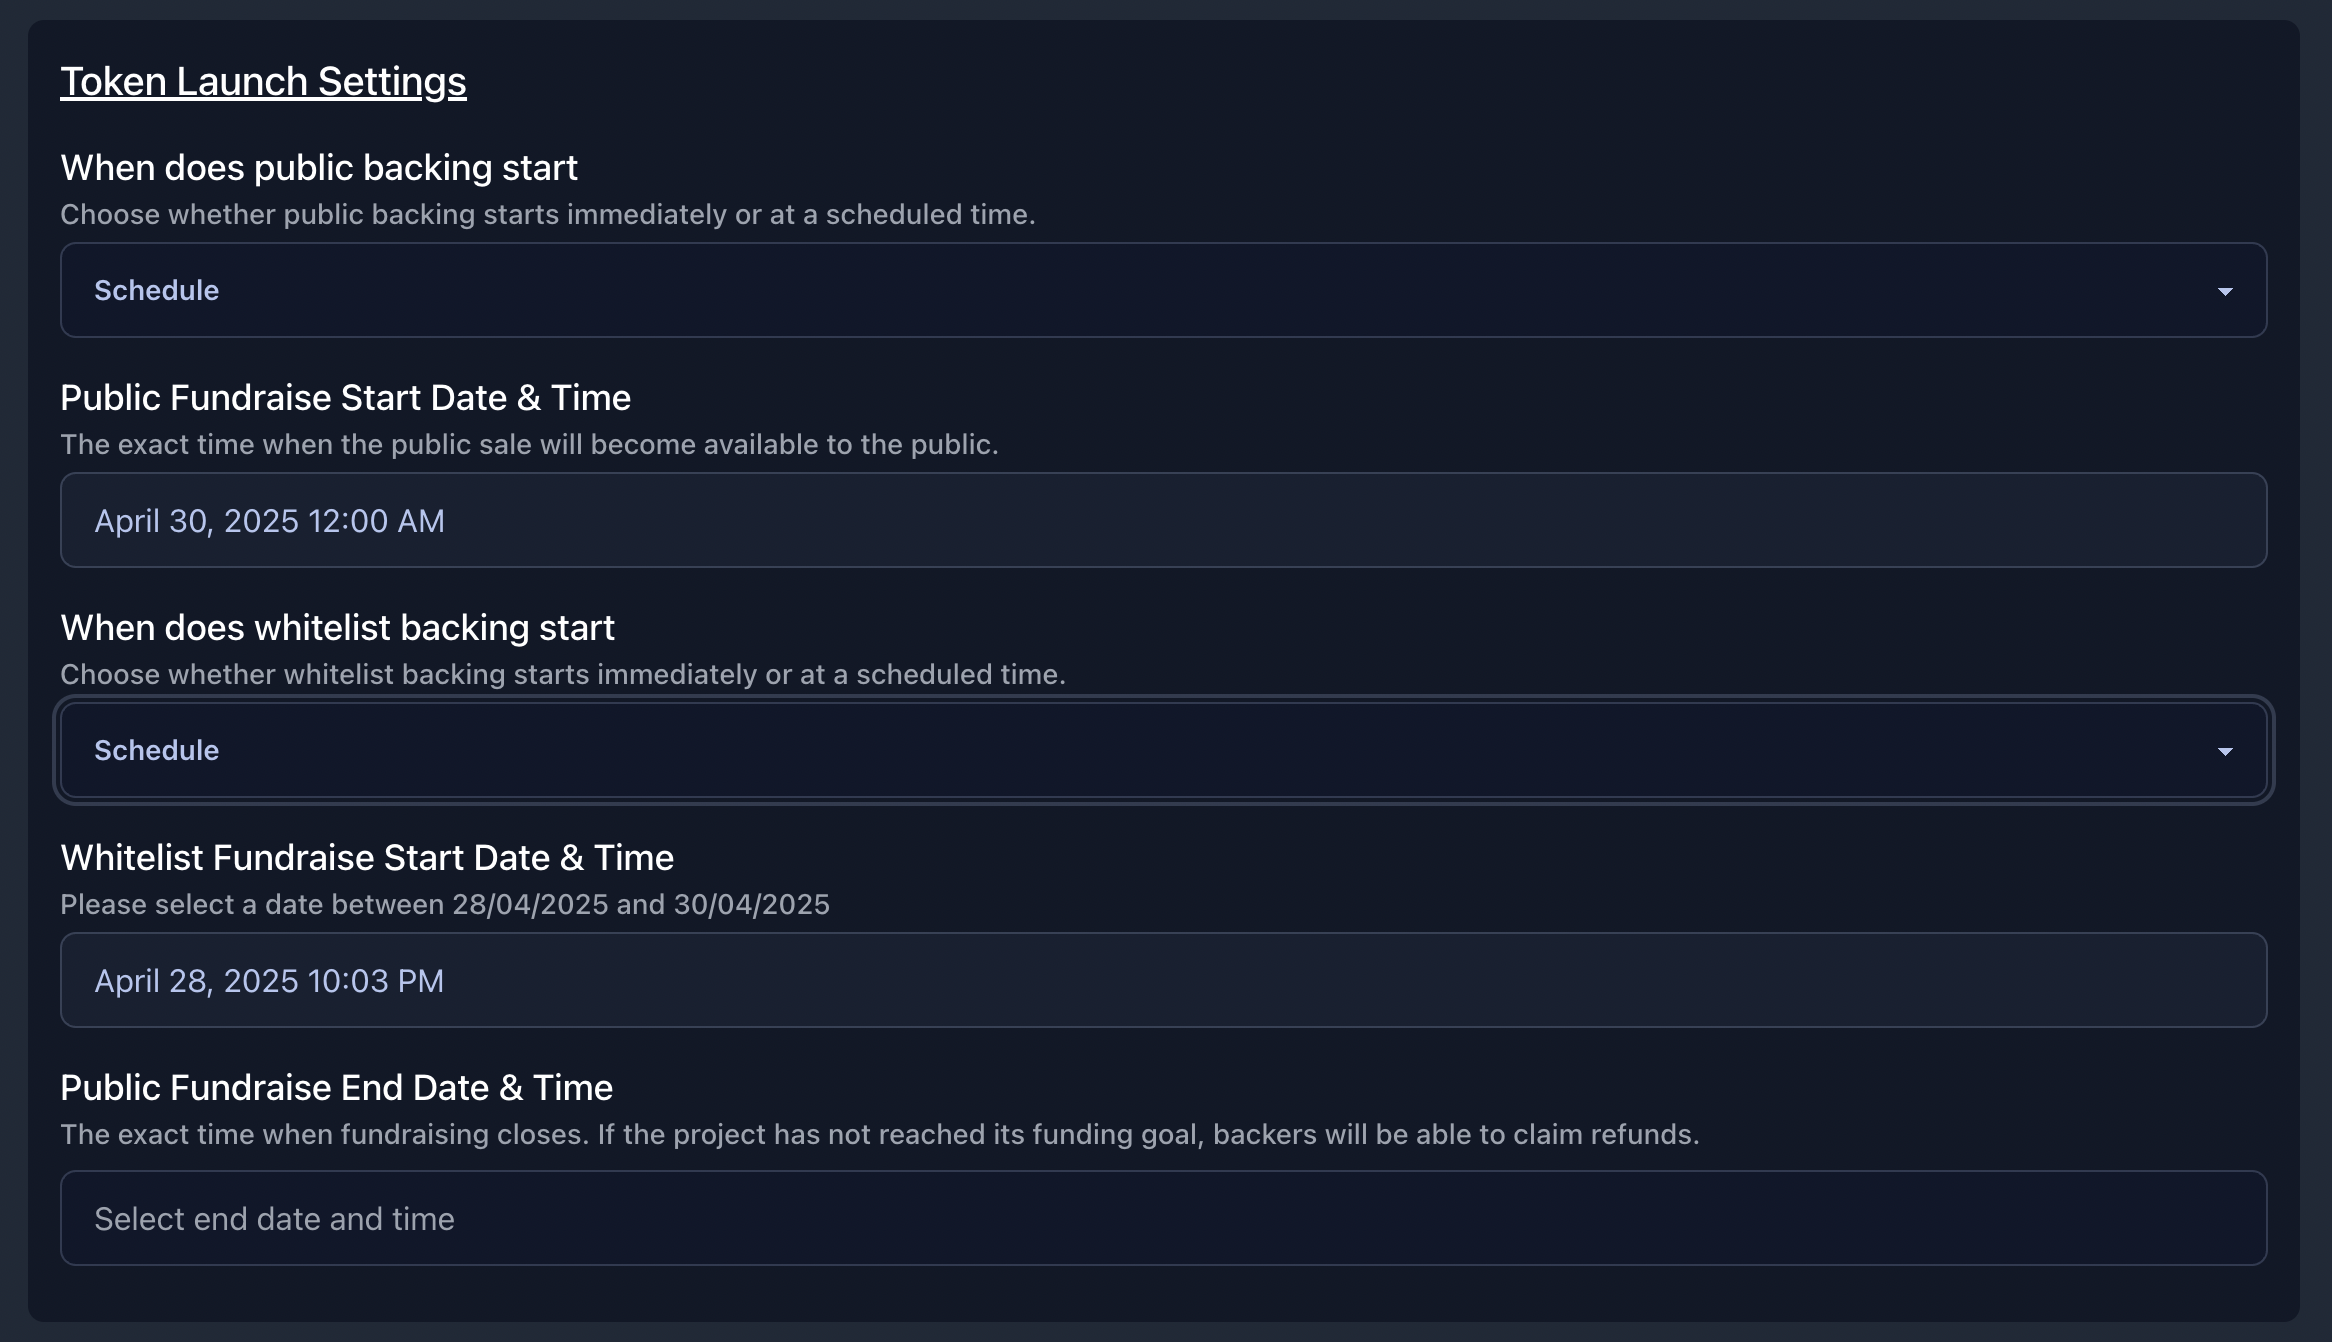 Token Launch Settings
When does public backing start
Choose whether public backing starts immediately or at a scheduled time.
Schedule
Public Fundraise Start Date & Time
The exact time when the public sale will become available to the public.
April 30, 2025 12:00 AM
When does whitelist backing start
Choose whether whitelist backing starts immediately or at a scheduled time.
Schedule
Whitelist Fundraise Start Date & Time
Please select a date between 28/04/2025 and 30/04/2025
April 28, 2025 10:03 PM
Public Fundraise End Date & Time
The exact time when fundraising closes. If the project has not reached its funding goal, backers will be able to claim refunds.
Select end date and time